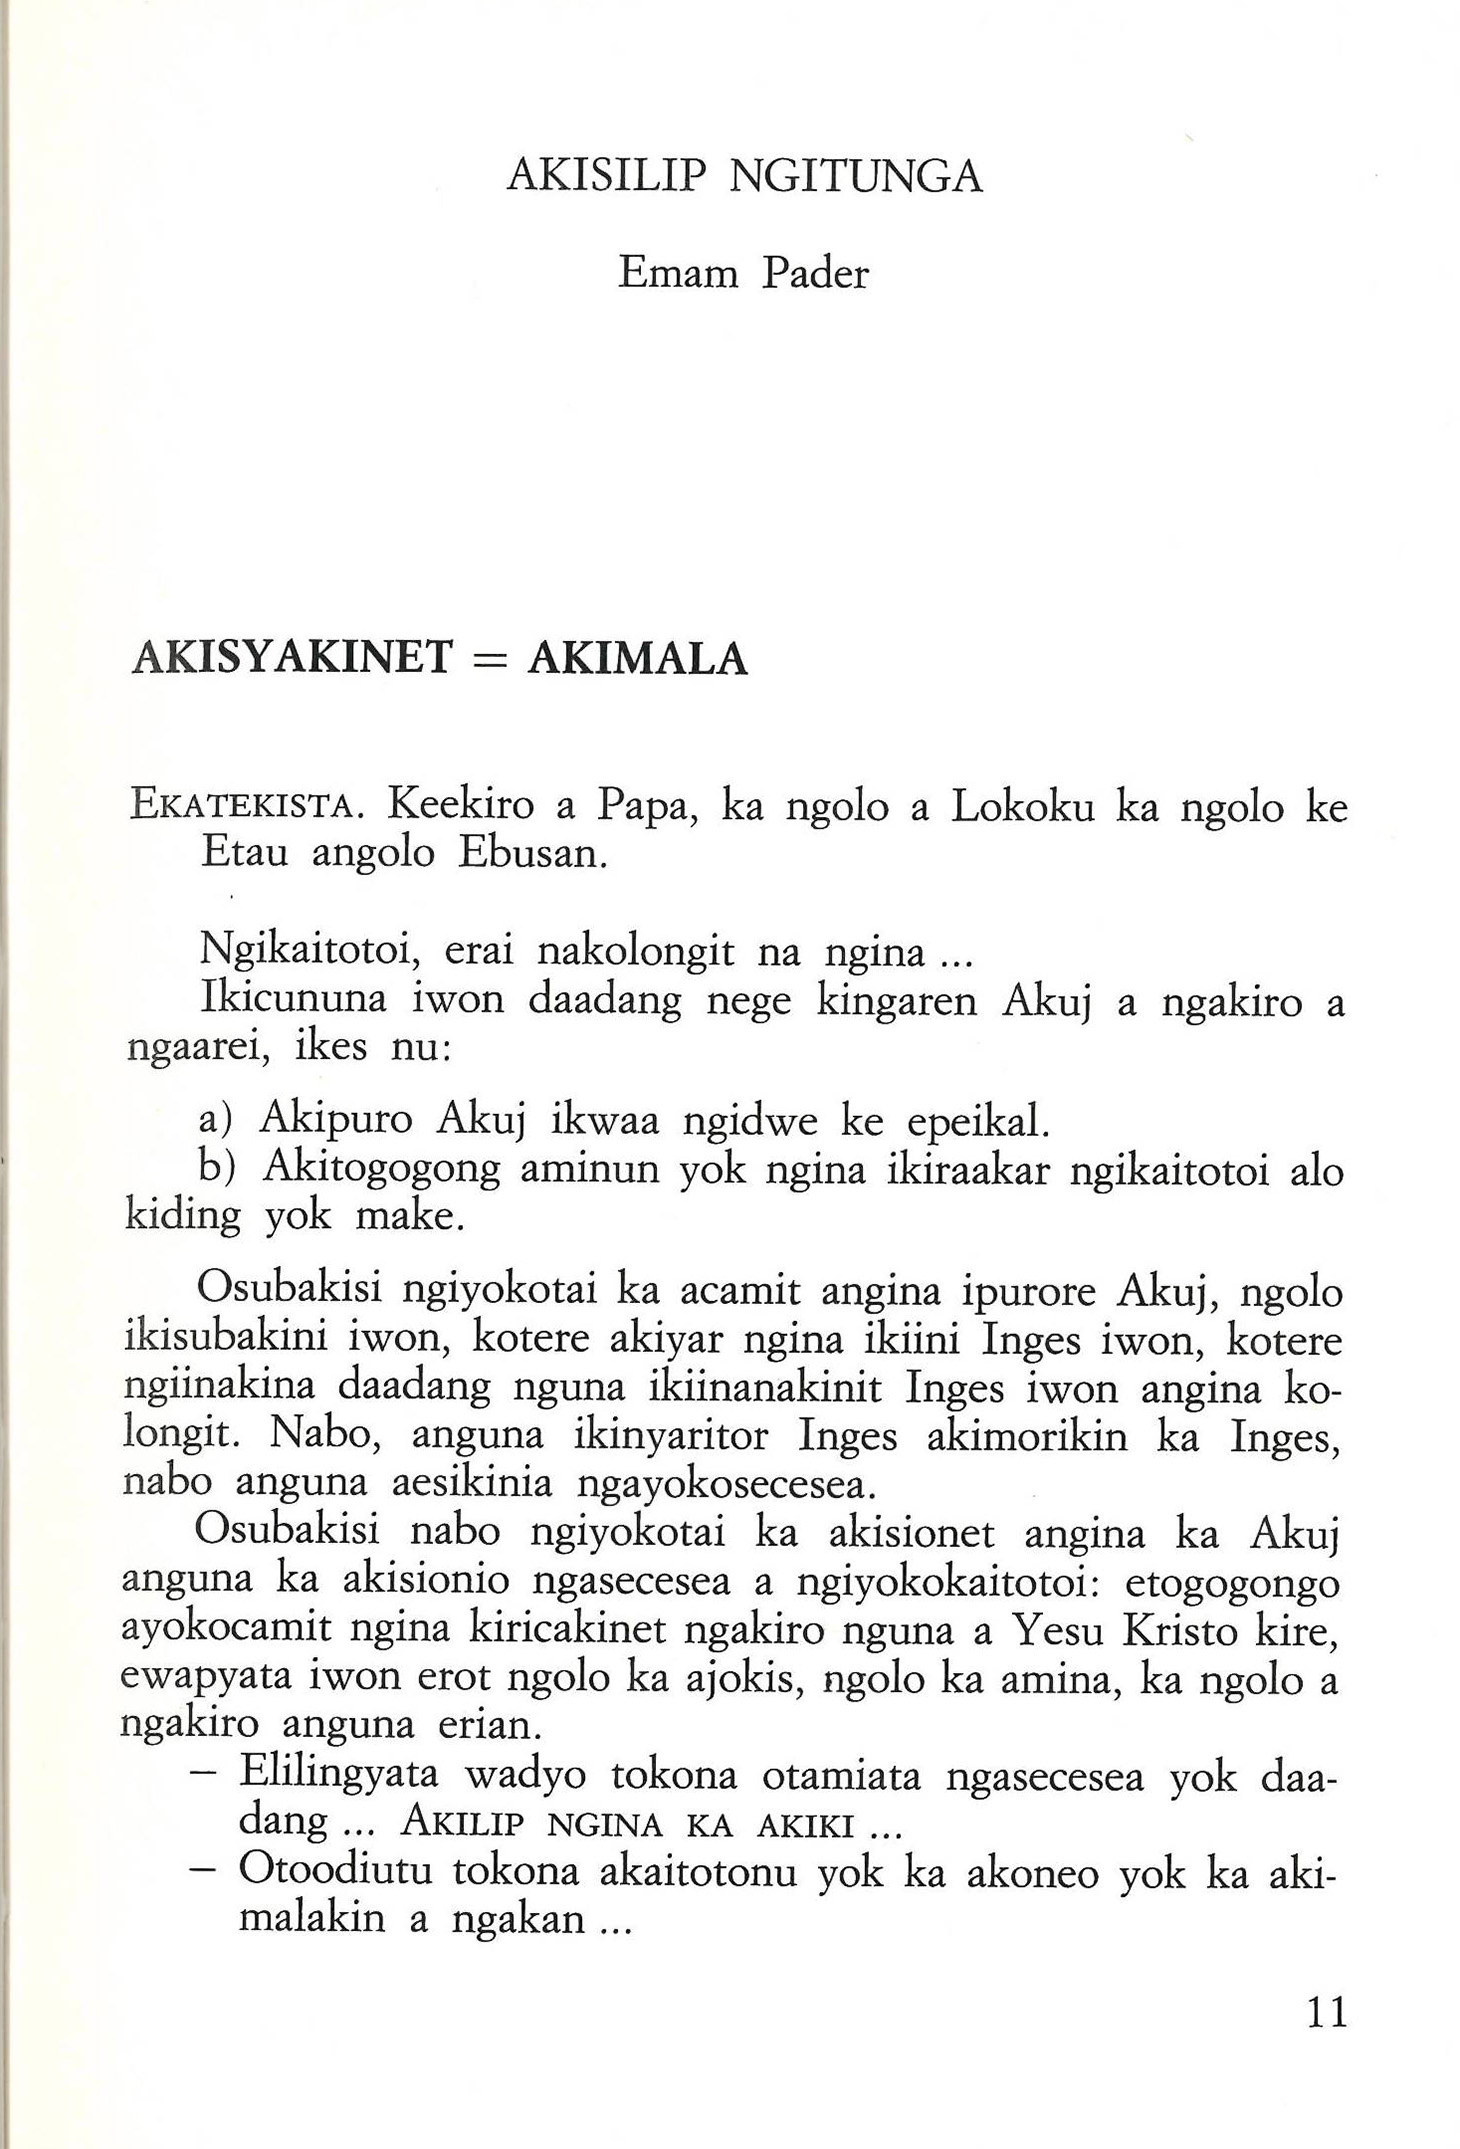 AKISILIP NGITUNGA
Emam Pader
AKISYAKINET = AKIMALA
EKATEKISTA. Keekiro a Papa, ka ngolo a Lokoku ka ngolo ke
Etau angolo Ebusan.
Ngikaitotoi, erai nakolongit na ngina ...
Ikicununa iwon daadang nege kingaren Akuj a ngakiro a
ngaarei, ikes nu:
a) Akipuro Akuj ikwaa ngidwe ke epeikal.
b) Akitogogong aminun yok ngina ikiraakar ngikaitotoi alo
kiding yok make.
Osubakisi ngiyokotai ka acamit angina ipurore Akuj, ngolo
ikisubakini iwon, kotere akiyar ngina ikiini Inges iwon, kotere
ngiinakina daadang nguna ikiinanakinit Inges iwon angina ko-
longit. Nabo, anguna ikinyaritor Inges akimorikin ka Inges,
nabo anguna aesikinia ngayokosecesea.
Osubakisi nabo ngiyokotai ka akisionet angina ka Akuj
anguna ka akisionio ngasecesea a ngiyokokaitotoi: etogogongo
ayokocamit ngina kiricakinet ngakiro nguna a Yesu Kristo kire,
ewapyata iwon erot ngolo ka ajokis, ngolo ka amina, ka ngolo a
ngakiro anguna erian.
– Elilingyata wadyo tokona otamiata ngasecesea yok daa-
dang ... AKILIP NGINA KA AKIKI ...
– Otoodiutu tokona akaitotonu yok ka akoneo yok ka aki-
malakin a ngakan ...
11